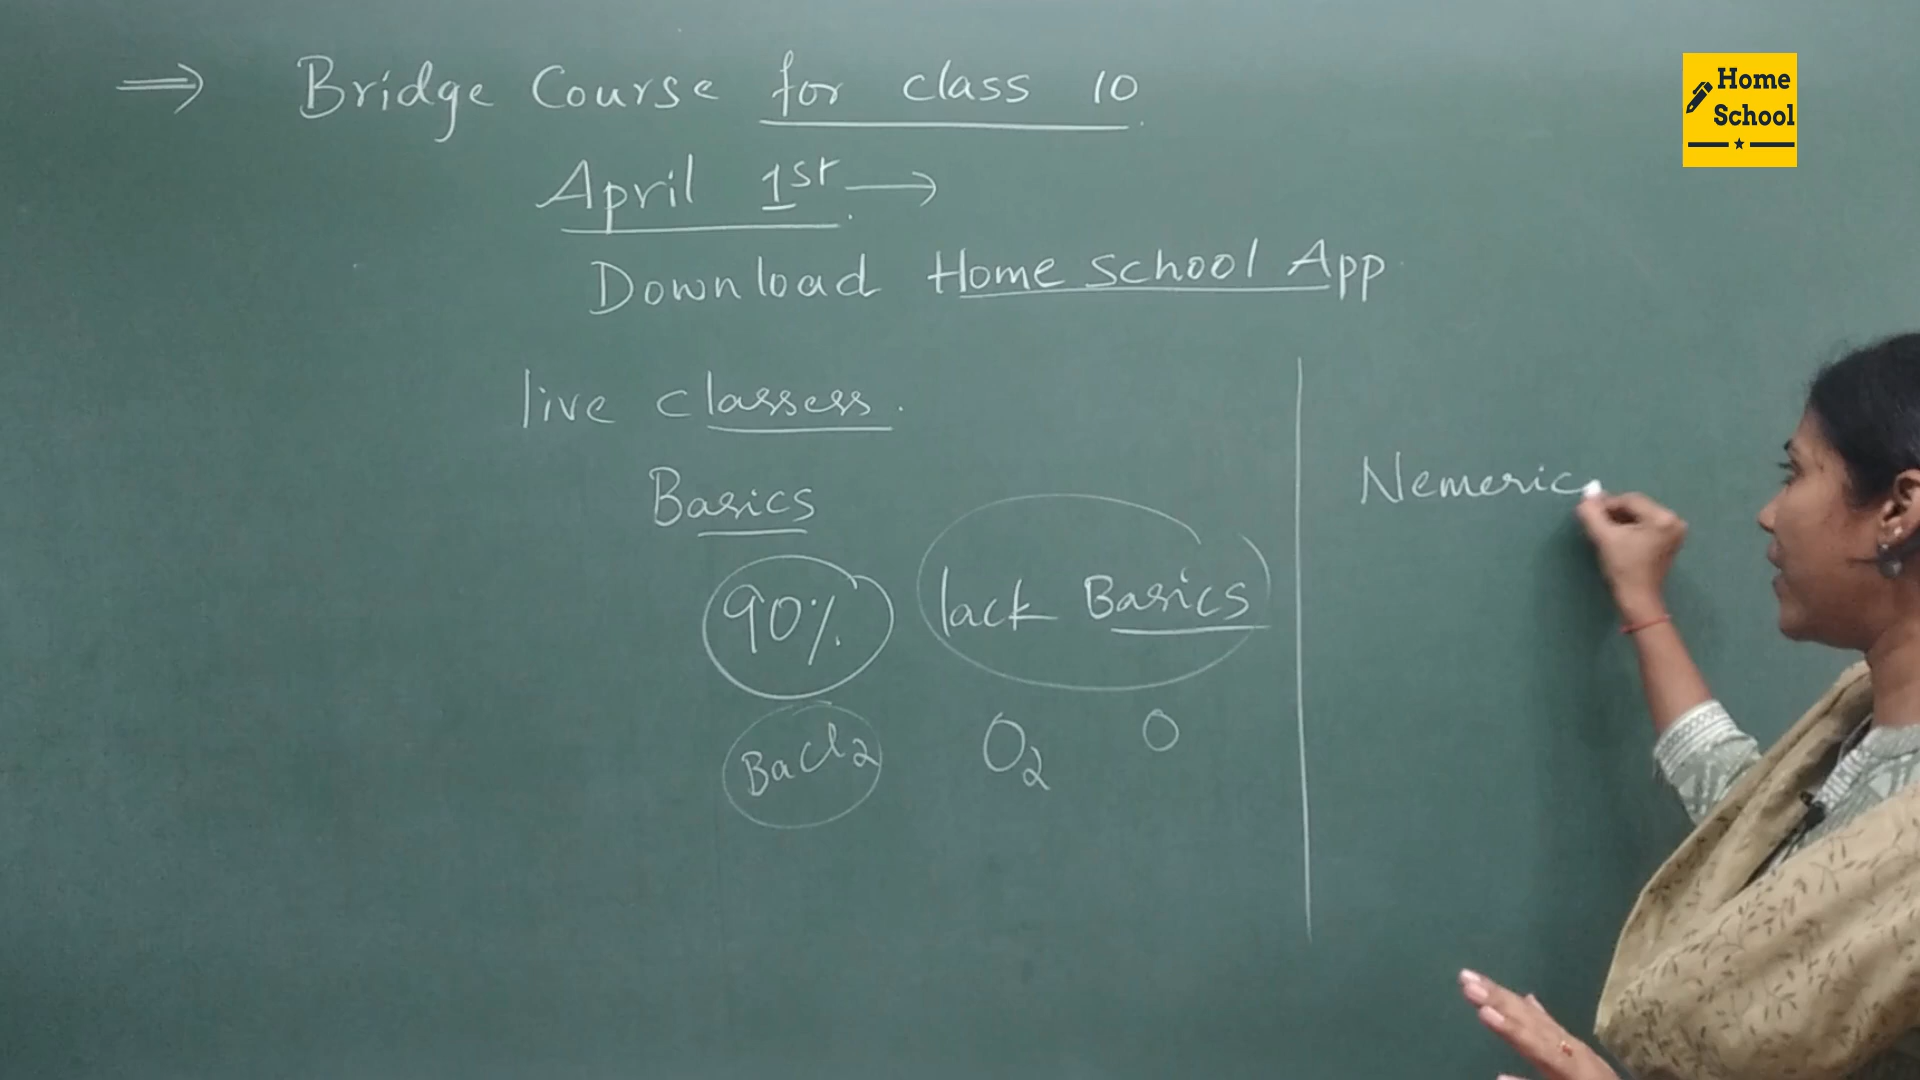 ⇒ Bridge Course for class 10.
April 1st. →
Download Home school App
live classess.
Basics
90% lack Basics
BaCl2 O2 O
Nemeric
Home
School